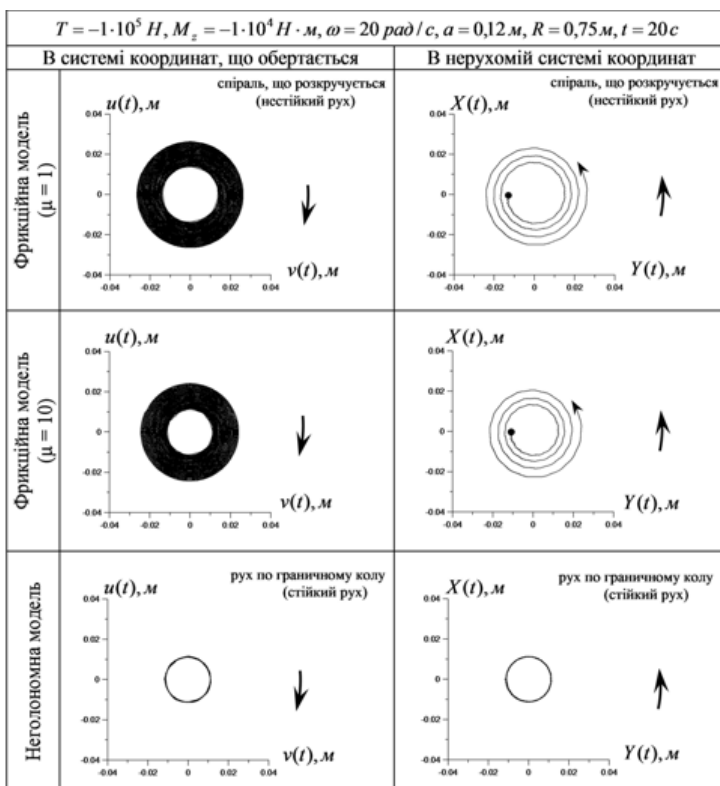 T = −1·10⁵ H, M_z = −1·10⁴ H·м, ω = 20 рад/с, a = 0,12 м, R = 0,75 м, t = 20с
В системі координат, що обертається
В нерухомій системі координат
Фрикційна модель
(μ = 1)
спіраль, що розкручується
(нестійкий рух)
u(t), м
0.04
0.02
0
-0.02
-0.04
v(t), м
-0.04 -0.02 0 0.02 0.04
спіраль, що розкручується
(нестійкий рух)
X(t), м
0.04
0.02
0
-0.02
-0.04
Y(t), м
-0.04 -0.02 0 0.02 0.04
Фрикційна модель
(μ = 10)
u(t), м
0.04
0.02
0
-0.02
-0.04
v(t), м
-0.04 -0.02 0 0.02 0.04
X(t), м
0.04
0.02
0
-0.02
-0.04
Y(t), м
-0.04 -0.02 0 0.02 0.04
Неголономна модель
u(t), м
рух по граничному колу
(стійкий рух)
0.04
0.02
0
-0.02
-0.04
v(t), м
-0.04 -0.02 0 0.02 0.04
X(t), м
рух по граничному колу
(стійкий рух)
0.04
0.02
0
-0.02
-0.04
Y(t), м
-0.04 -0.02 0 0.02 0.04